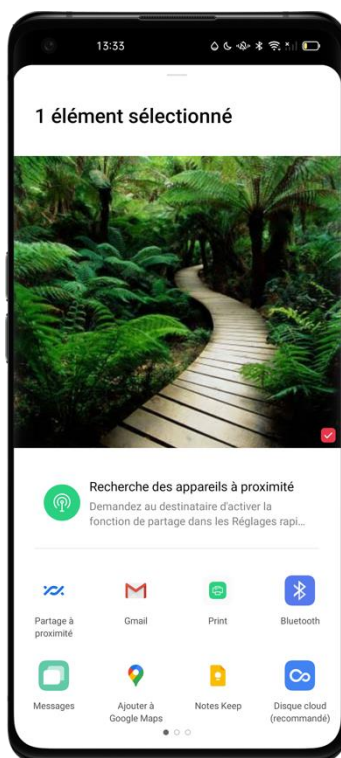 13:33
1 élément sélectionné
Recherche des appareils à proximité
Demandez au destinataire d'activer la
fonction de partage dans les Réglages rapi...
Partage à
proximité
Gmail
Print
Bluetooth
Messages
Ajouter à
Google Maps
Notes Keep
Disque cloud
(recommandé)